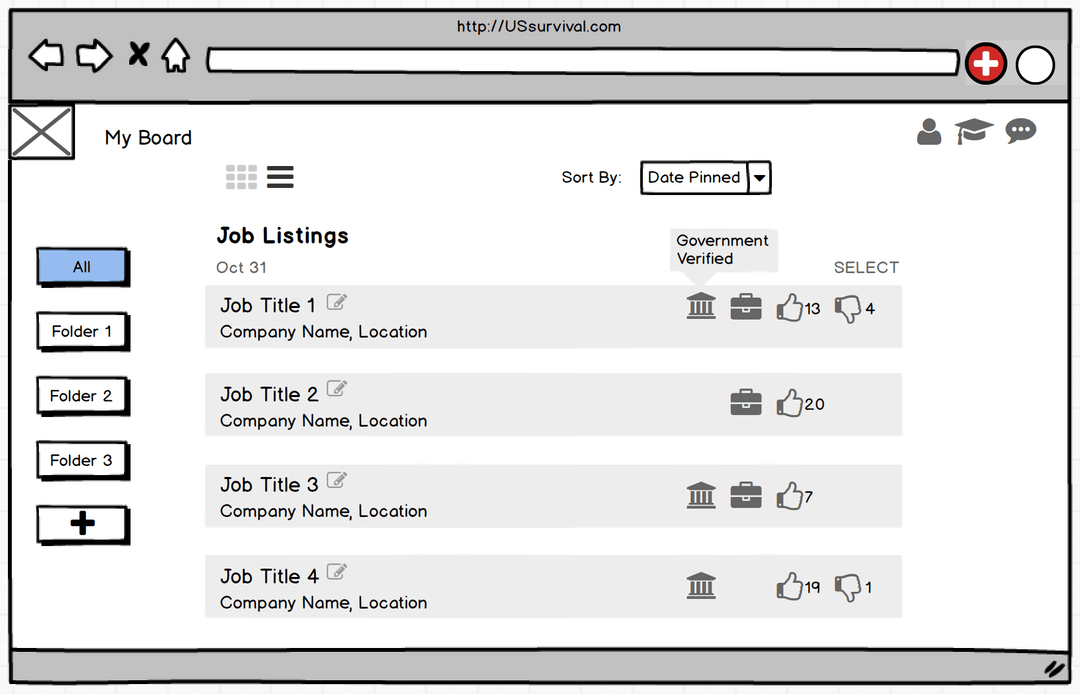 http://USsurvival.com
My Board
Sort By: Date Pinned
Job Listings
Government
Verified
Oct 31
SELECT
All
Job Title 1
13
4
Company Name, Location
Folder 1
Job Title 2
20
Company Name, Location
Folder 2
Folder 3
Job Title 3
7
Company Name, Location
Job Title 4
19
1
Company Name, Location